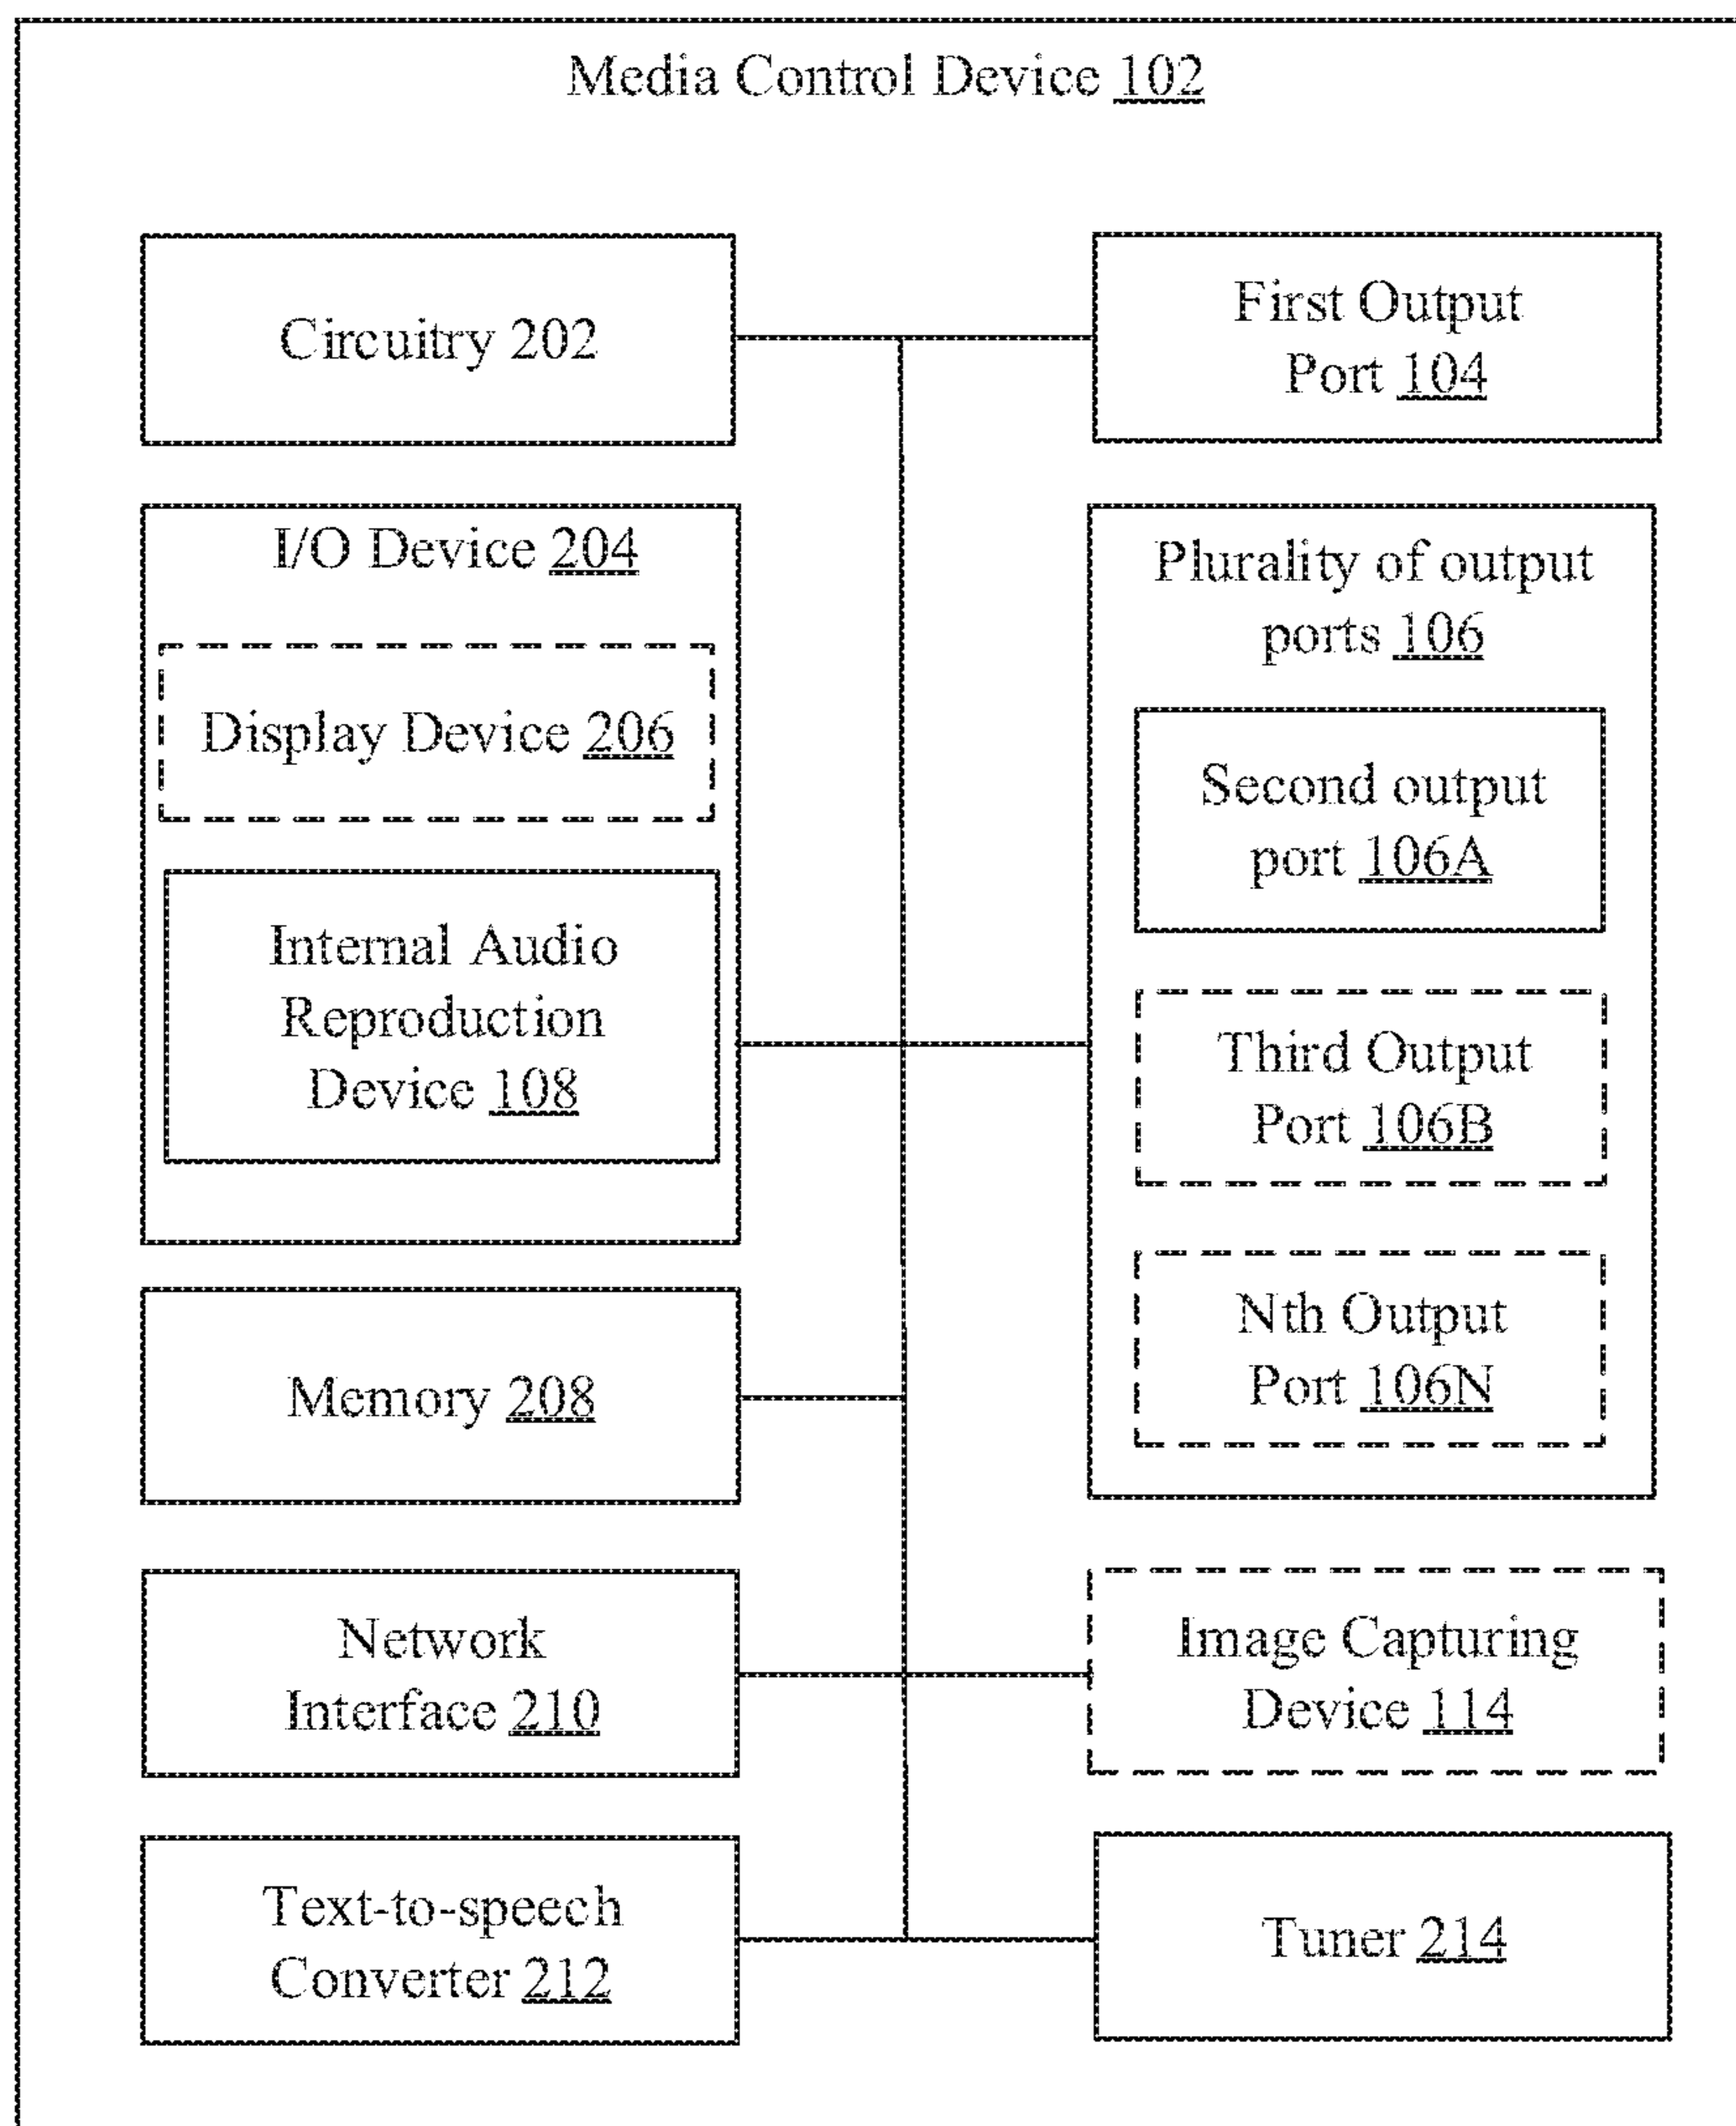 Media Control Device 102
Circuitry 202
First Output
Port 104
I/O Device 204
Display Device 206
Internal Audio
Reproduction
Device 108
Plurality of output
ports 106
Second output
port 106A
Third Output
Port 106B
Nth Output
Port 106N
Memory 208
Network
Interface 210
Image Capturing
Device 114
Text-to-speech
Converter 212
Tuner 214